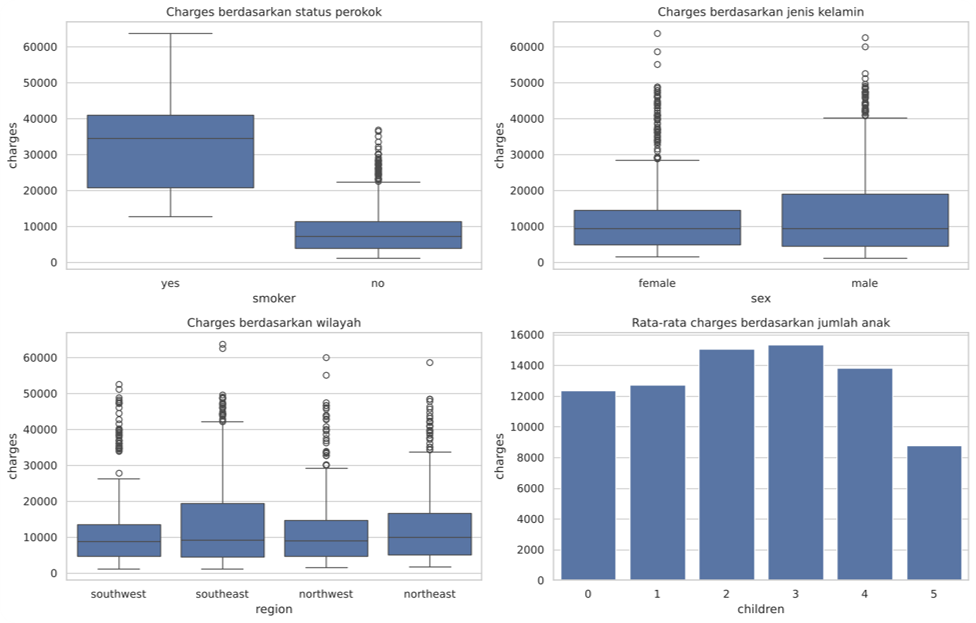 Charges berdasarkan status perokok
60000
50000
40000
30000
20000
10000
0
charges
yes no
smoker
Charges berdasarkan jenis kelamin
60000
50000
40000
30000
20000
10000
0
charges
female male
sex
Charges berdasarkan wilayah
60000
50000
40000
30000
20000
10000
0
charges
southwest southeast northwest northeast
region
Rata-rata charges berdasarkan jumlah anak
16000
14000
12000
10000
8000
6000
4000
2000
0
charges
0 1 2 3 4 5
children